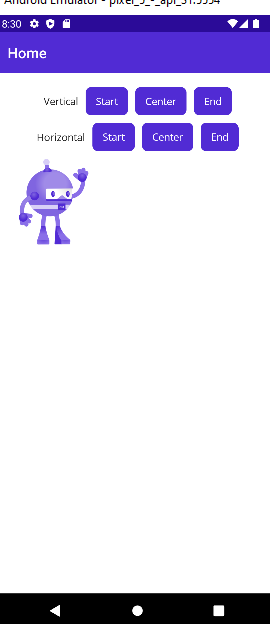 Android Emulator - pixel_5_-_api_31:5554
8:30
Home
Vertical Start Center End
Horizontal Start Center End